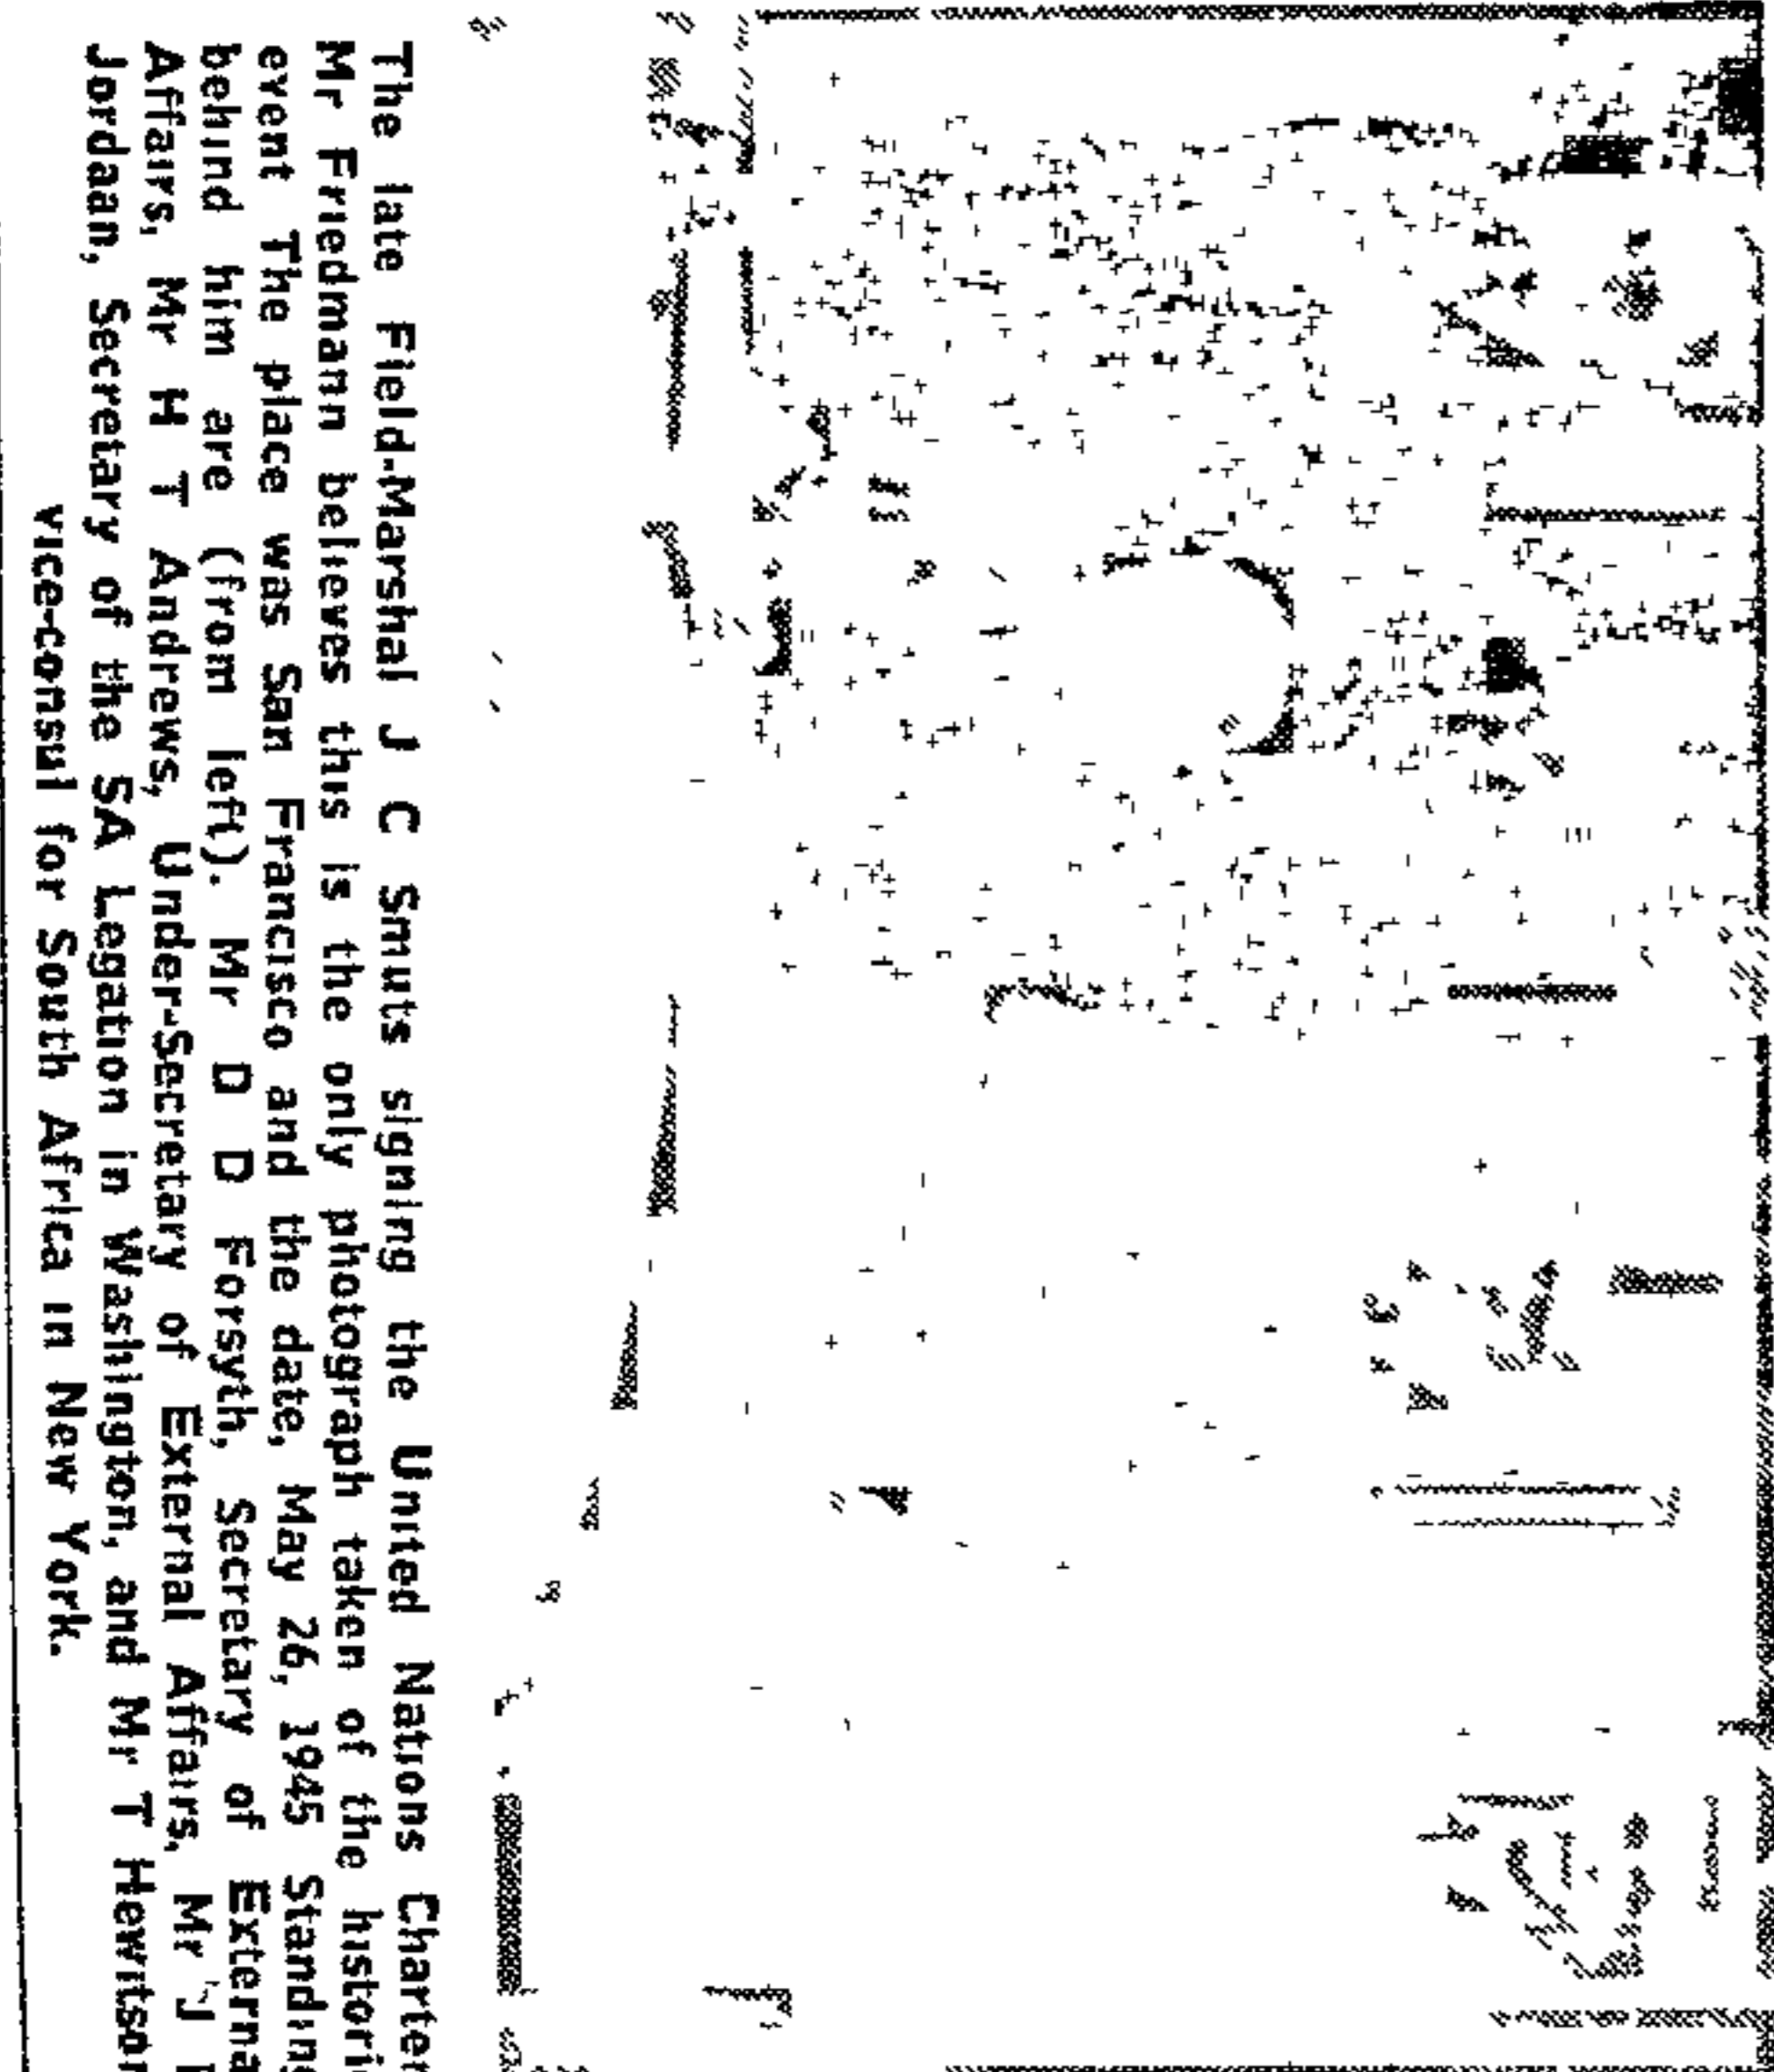 The late Field-Marshal J C Smuts signing the United Nations Charter
Mr Friedmann believes this is the only photograph taken of the histori
event The place was San Francisco and the date, May 26, 1945 Standing
behind him are (from left). Mr D D Forsyth, Secretary of Externa
Affairs, Mr H T Andrews, Under-Secretary of External Affairs, Mr J
Jordaan, Secretary of the SA Legation in Washington, and Mr T Hewitson
vice-consul for South Africa in New York.